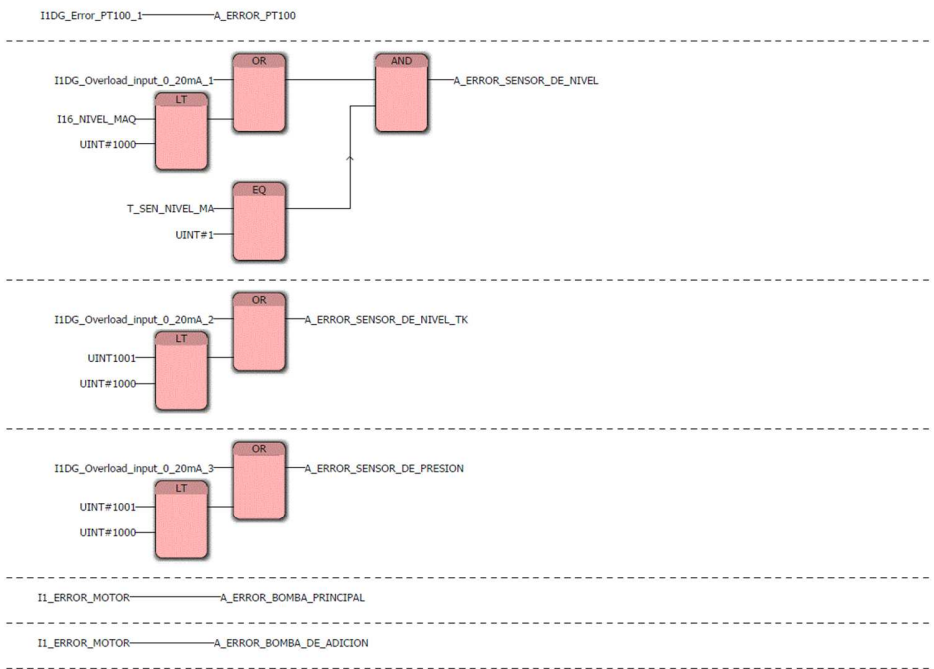 I1DG_Error_PT100_1 A_ERROR_PT100
OR AND
I1DG_Overload_input_0_20mA_1 A_ERROR_SENSOR_DE_NIVEL
LT
I16_NIVEL_MAQ
UINT#1000
EQ
T_SEN_NIVEL_MA
UINT#1
OR
I1DG_Overload_input_0_20mA_2 A_ERROR_SENSOR_DE_NIVEL_TK
LT
UINT1001
UINT#1000
OR
I1DG_Overload_input_0_20mA_3 A_ERROR_SENSOR_DE_PRESION
LT
UINT#1001
UINT#1000
I1_ERROR_MOTOR A_ERROR_BOMBA_PRINCIPAL
I1_ERROR_MOTOR A_ERROR_BOMBA_DE_ADICION